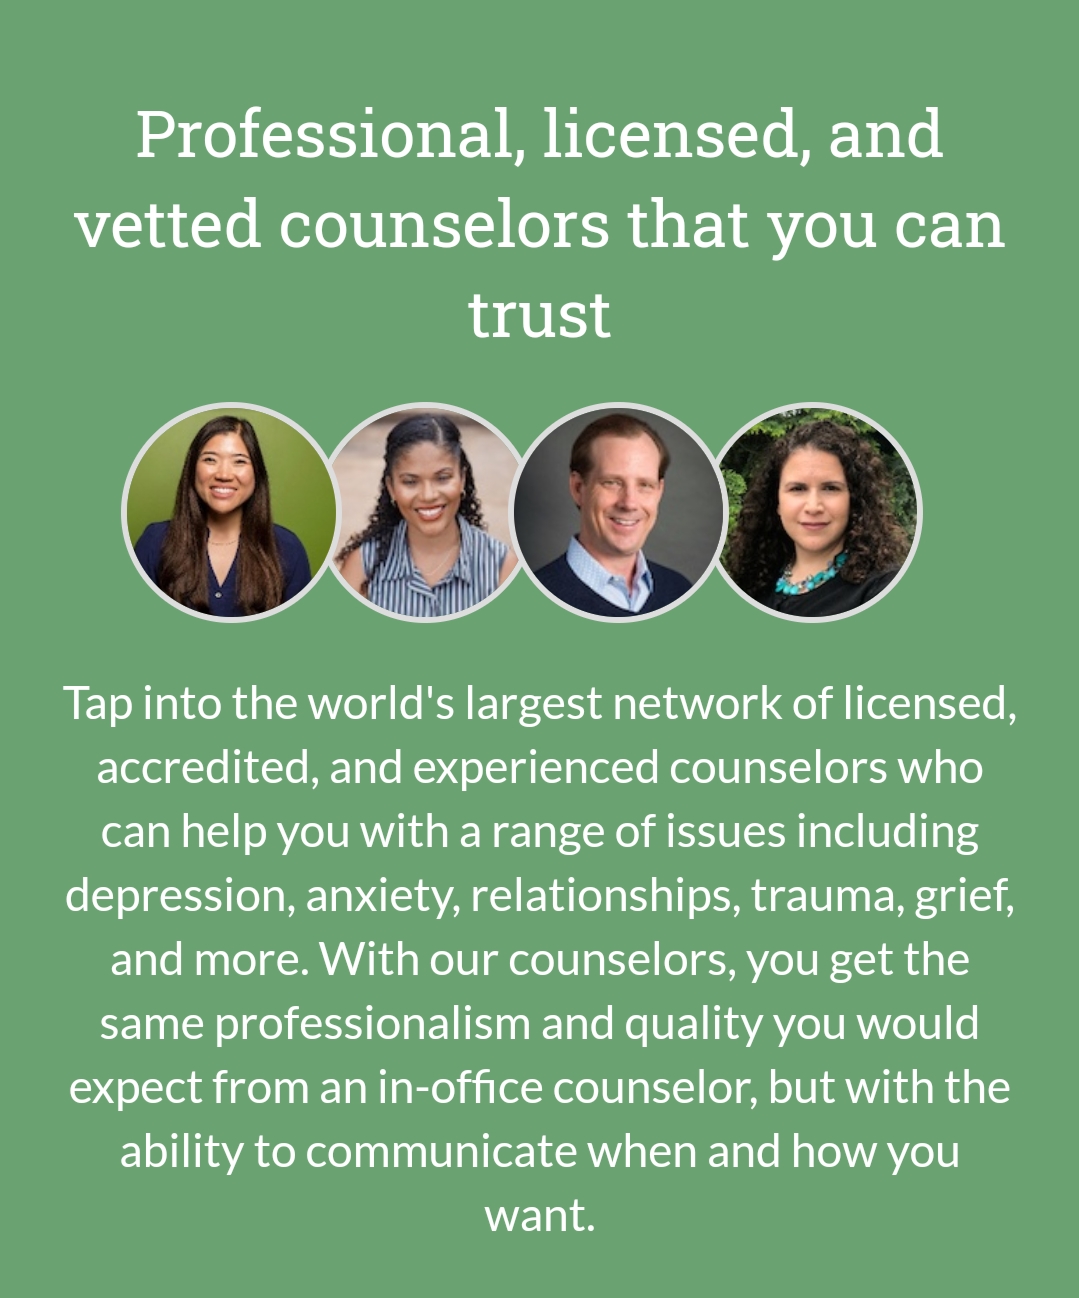 Professional, licensed, and
vetted counselors that you can
trust
Tap into the world's largest network of licensed,
accredited, and experienced counselors who
can help you with a range of issues including
depression, anxiety, relationships, trauma, grief,
and more. With our counselors, you get the
same professionalism and quality you would
expect from an in-office counselor, but with the
ability to communicate when and how you
want.